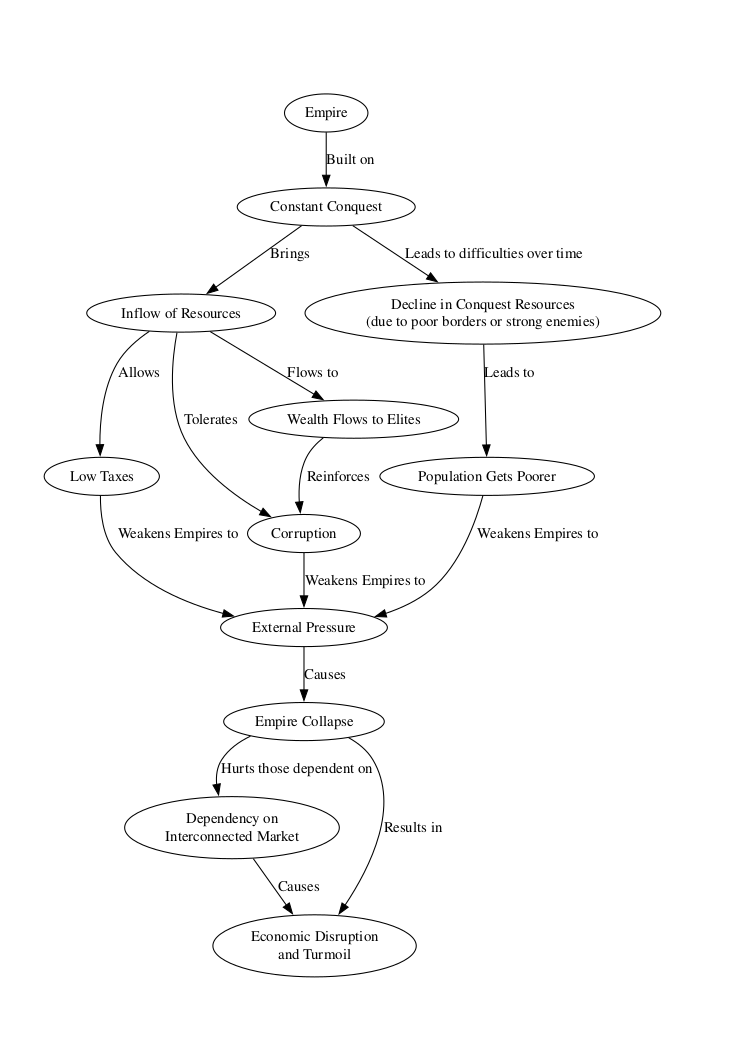 Empire
Built on
Constant Conquest
Brings
Leads to difficulties over time
Inflow of Resources
Decline in Conquest Resources
(due to poor borders or strong enemies)
Allows
Tolerates
Flows to
Leads to
Wealth Flows to Elites
Low Taxes
Reinforces
Population Gets Poorer
Weakens Empires to
Corruption
Weakens Empires to
Weakens Empires to
External Pressure
Causes
Empire Collapse
Hurts those dependent on
Results in
Dependency on
Interconnected Market
Causes
Economic Disruption
and Turmoil